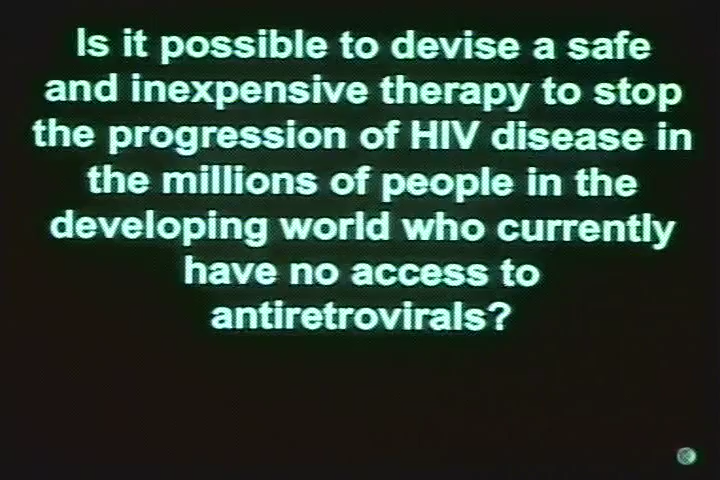 Is it possible to devise a safe
and inexpensive therapy to stop
the progression of HIV disease in
the millions of people in the
developing world who currently
have no access to
antiretrovirals?